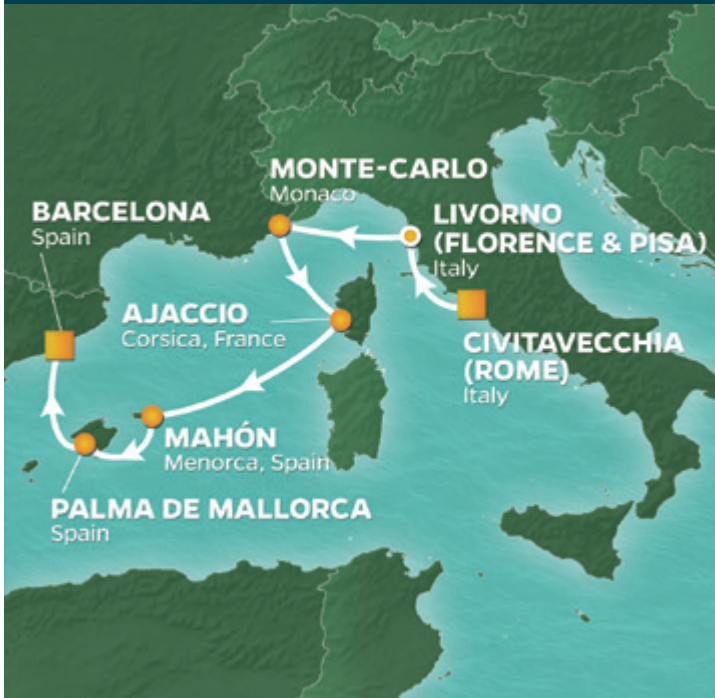 MONTE-CARLO
Monaco
BARCELONA
Spain
LIVORNO
(FLORENCE & PISA)
Italy
AJACCIO
Corsica, France
CIVITAVECCHIA
(ROME)
Italy
MAHÓN
Menorca, Spain
PALMA DE MALLORCA
Spain